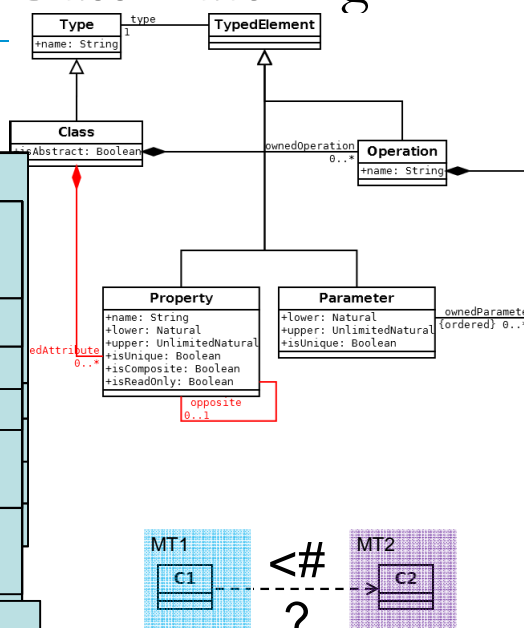 Type
+name: String
type
1
TypedElement
Class
isAbstract: Boolean
ownedOperation
0..*
Operation
+name: String
Property
+name: String
+lower: Natural
+upper: UnlimitedNatural
+isUnique: Boolean
+isComposite: Boolean
+isReadOnly: Boolean
Parameter
+lower: Natural
+upper: UnlimitedNatural
+isUnique: Boolean
ownedParamete
{ordered} 0..*
edAttribute
0..*
opposite
0..1
MT1
C1
<#
?
MT2
C2